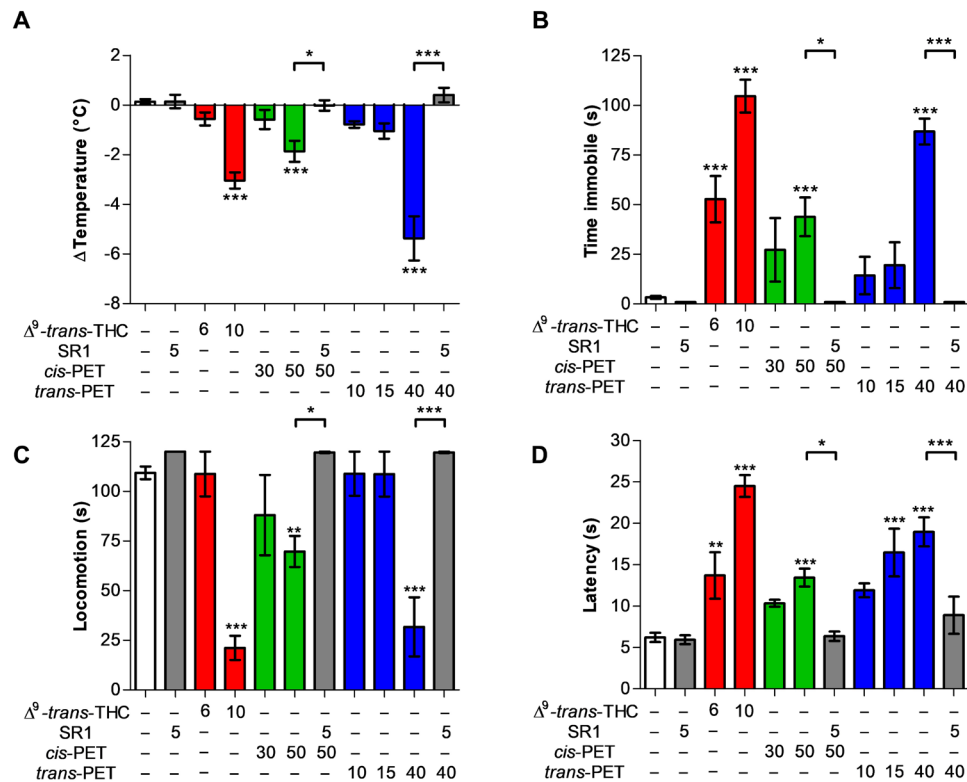 A
2
0
-2
-4
-6
-8
ΔTemperature (°C)
*
***
***
***
***
Δ⁹-trans-THC – – 6 10 – – – – – – –
SR1 – 5 – – – – 5 – – – 5
cis-PET – – – – 30 50 50 – – – –
trans-PET – – – – – – – 10 15 40 40
B
125
100
75
50
25
0
Time immobile (s)
*
***
***
***
***
***
Δ⁹-trans-THC – – 6 10 – – – – – – –
SR1 – 5 – – – – 5 – – – 5
cis-PET – – – – 30 50 50 – – – –
trans-PET – – – – – – – 10 15 40 40
C
125
100
75
50
25
0
Locomotion (s)
*
***
***
**
***
Δ⁹-trans-THC – – 6 10 – – – – – – –
SR1 – 5 – – – – 5 – – – 5
cis-PET – – – – 30 50 50 – – – –
trans-PET – – – – – – – 10 15 40 40
D
30
25
20
15
10
5
0
Latency (s)
*
***
**
***
***
***
***
Δ⁹-trans-THC – – 6 10 – – – – – – –
SR1 – 5 – – – – 5 – – – 5
cis-PET – – – – 30 50 50 – – – –
trans-PET – – – – – – – 10 15 40 40